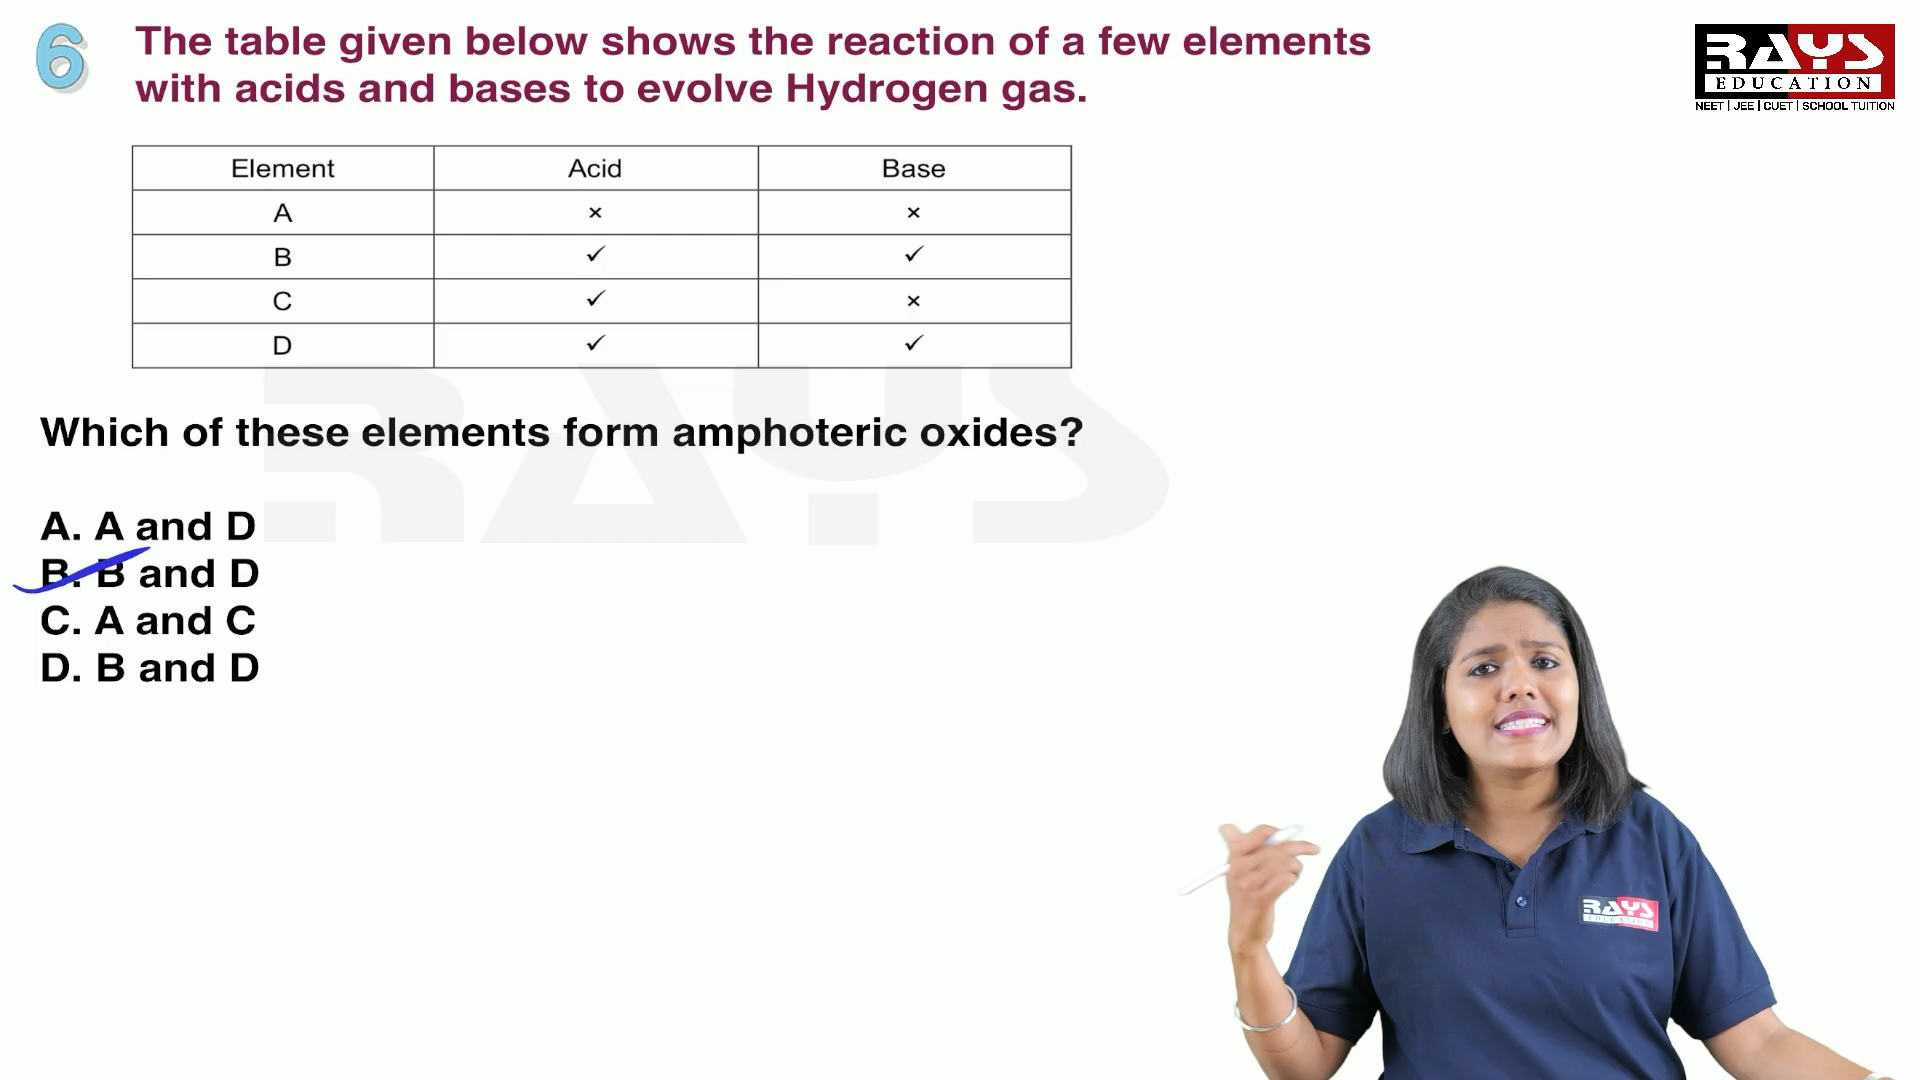 6
The table given below shows the reaction of a few elements
with acids and bases to evolve Hydrogen gas.
RAYS
EDUCATION
NEET | JEE | CUET | SCHOOL TUITION
Element Acid Base
A × ×
B ✓ ✓
C ✓ ×
D ✓ ✓
RAYS
Which of these elements form amphoteric oxides?
A. A and D
B. B and D
C. A and C
D. B and D
RAYS
EDUCATION